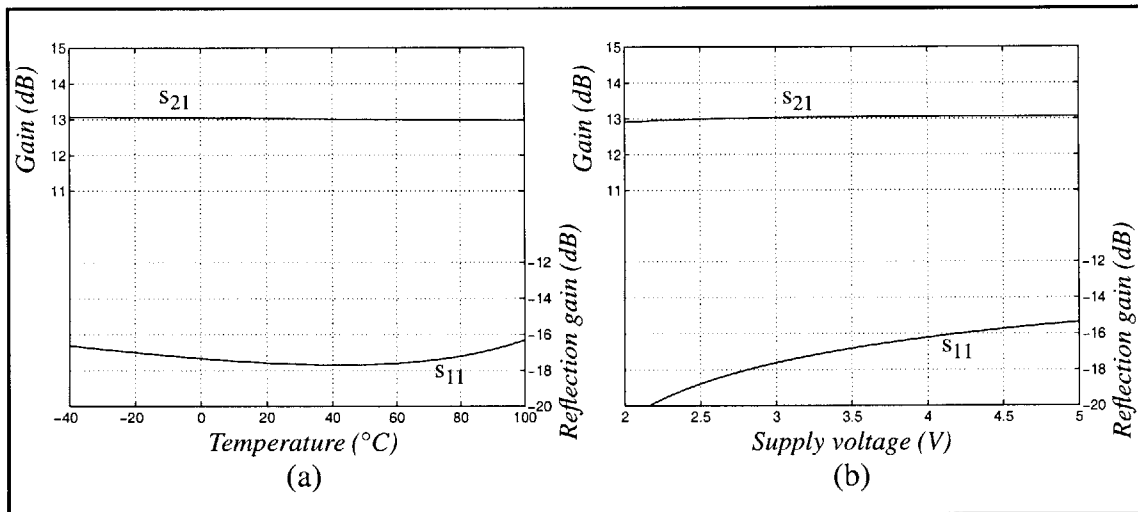 15
14
13
12
11
Gain (dB)
s21
s11
-12
-14
-16
-18
-20
Reflection gain (dB)
-40
-20
0
20
40
60
80
100
Temperature (°C)
(a)
15
14
13
12
11
Gain (dB)
s21
s11
-12
-14
-16
-18
-20
Reflection gain (dB)
2
2.5
3
3.5
4
4.5
5
Supply voltage (V)
(b)